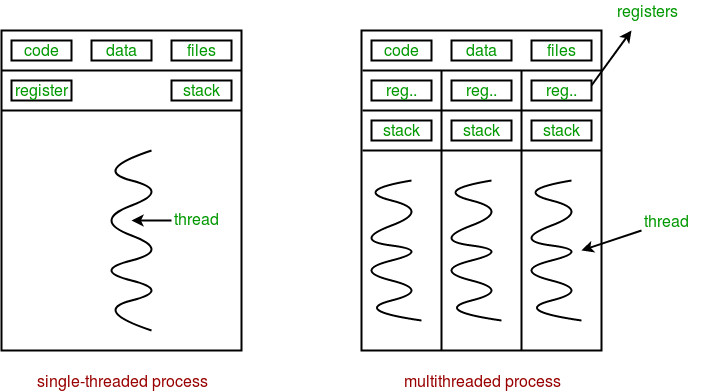 registers
code data files
register stack
thread
single-threaded process
code data files
reg.. reg.. reg..
stack stack stack
thread
multithreaded process